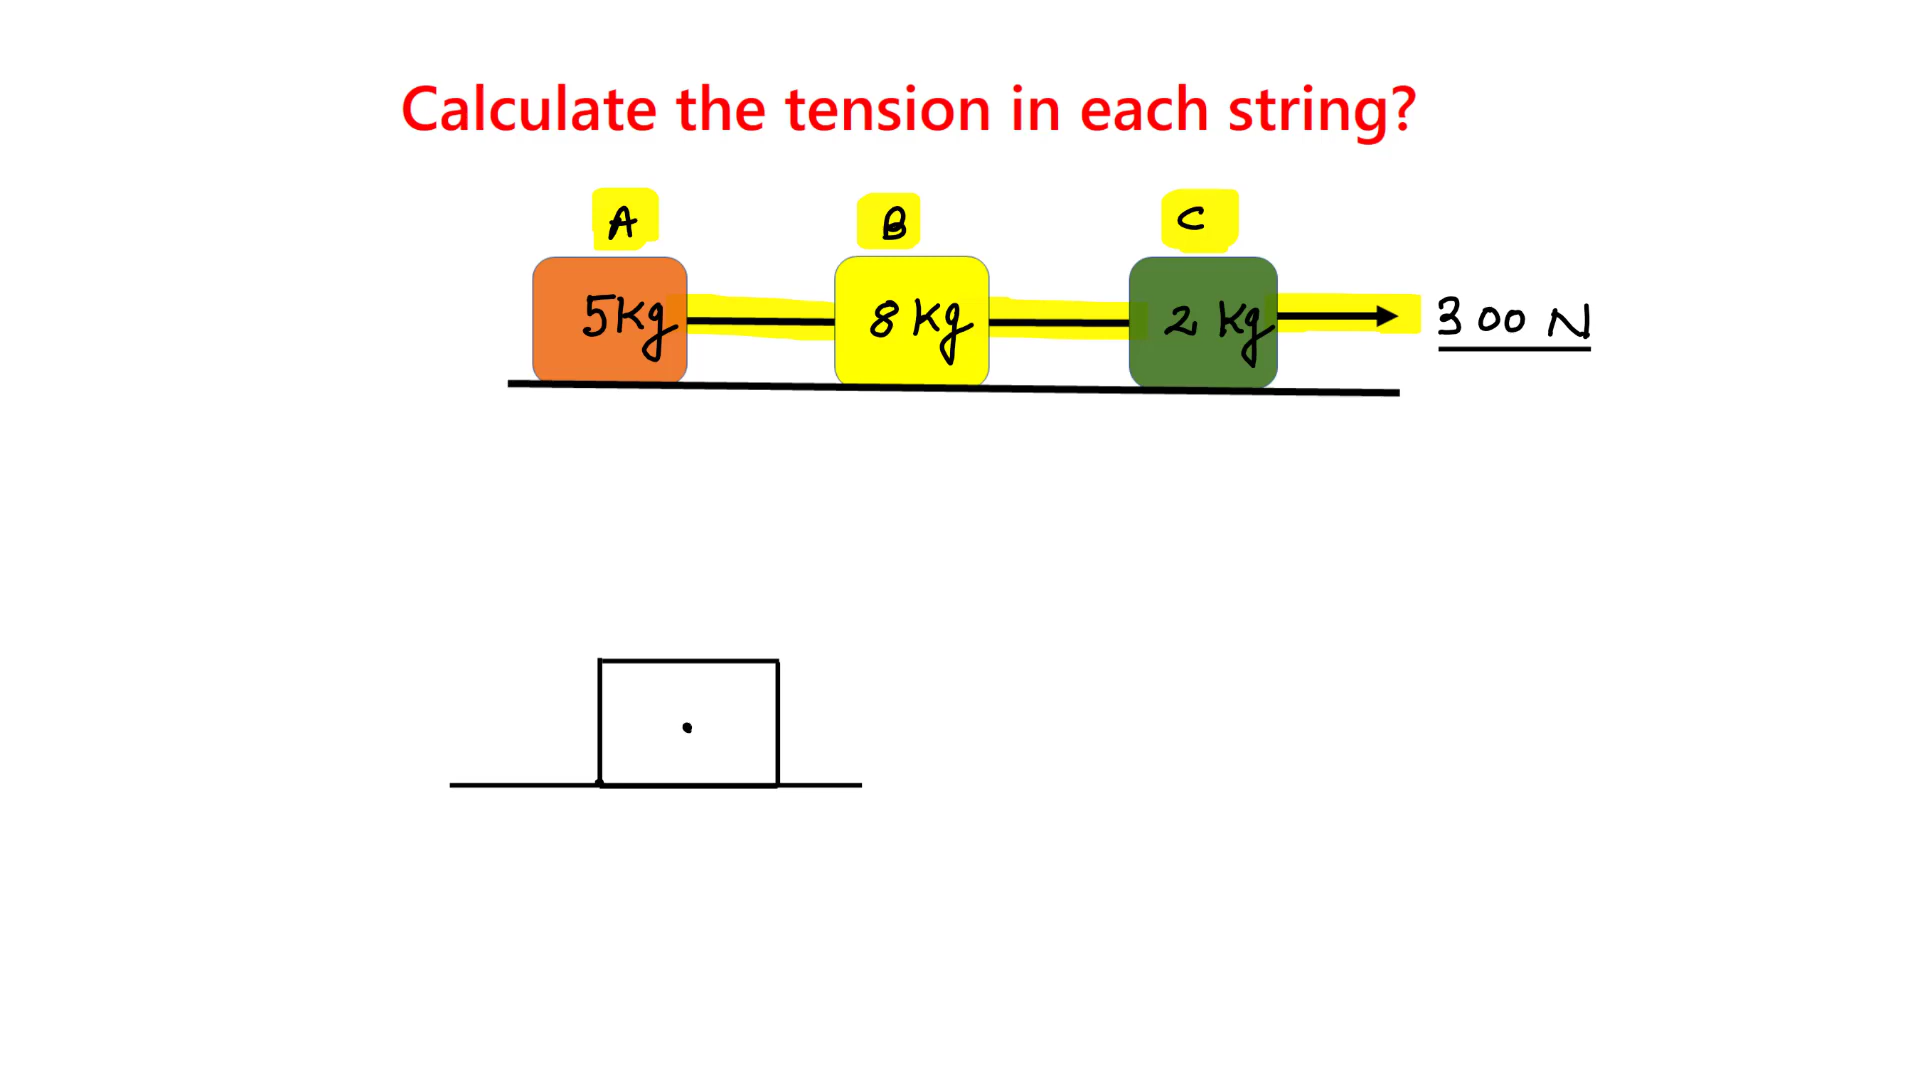 Calculate the tension in each string?
A B C
5Kg 8 Kg 2 Kg 300 N